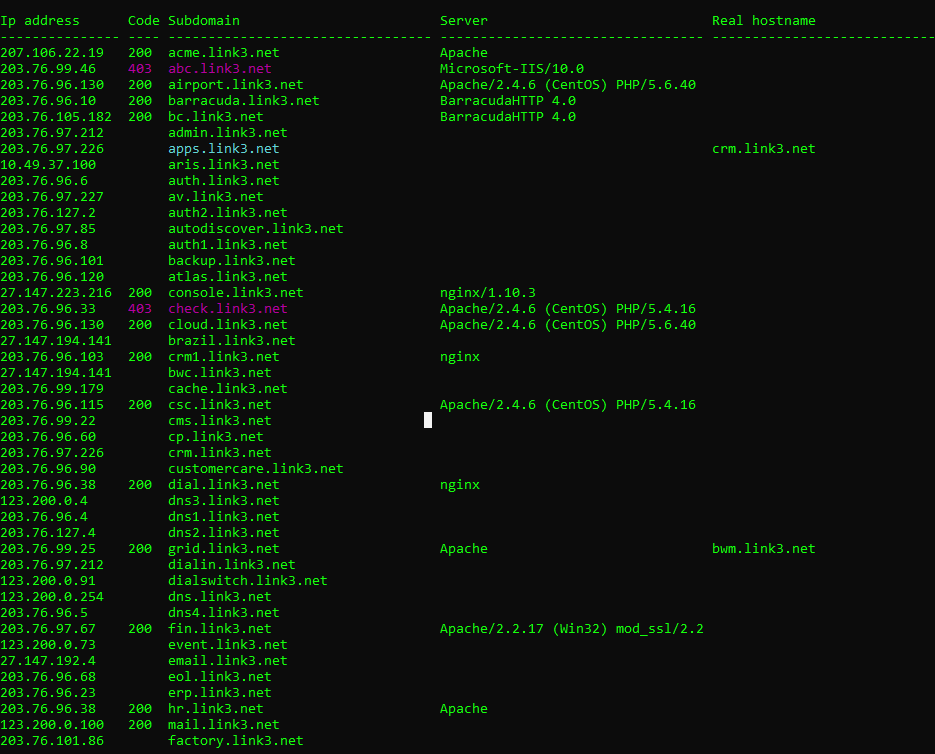 Ip address      Code Subdomain                         Server                            Real hostname
--------------- ---- --------------------------------- --------------------------------- ----------------------------
207.106.22.19   200  acme.link3.net                    Apache
203.76.99.46    403  abc.link3.net                     Microsoft-IIS/10.0
203.76.96.130   200  airport.link3.net                 Apache/2.4.6 (CentOS) PHP/5.6.40
203.76.96.10    200  barracuda.link3.net               BarracudaHTTP 4.0
203.76.105.182  200  bc.link3.net                      BarracudaHTTP 4.0
203.76.97.212        admin.link3.net
203.76.97.226        apps.link3.net                                                      crm.link3.net
10.49.37.100         aris.link3.net
203.76.96.6          auth.link3.net
203.76.97.227        av.link3.net
203.76.127.2         auth2.link3.net
203.76.97.85         autodiscover.link3.net
203.76.96.8          auth1.link3.net
203.76.96.101        backup.link3.net
203.76.96.120        atlas.link3.net
27.147.223.216  200  console.link3.net                 nginx/1.10.3
203.76.96.33    403  check.link3.net                   Apache/2.4.6 (CentOS) PHP/5.4.16
203.76.96.130   200  cloud.link3.net                   Apache/2.4.6 (CentOS) PHP/5.6.40
27.147.194.141       brazil.link3.net
203.76.96.103   200  crm1.link3.net                    nginx
27.147.194.141       bwc.link3.net
203.76.99.179        cache.link3.net
203.76.96.115   200  csc.link3.net                     Apache/2.4.6 (CentOS) PHP/5.4.16
203.76.99.22         cms.link3.net
203.76.96.60         cp.link3.net
203.76.97.226        crm.link3.net
203.76.96.90         customercare.link3.net
203.76.96.38    200  dial.link3.net                    nginx
123.200.0.4          dns3.link3.net
203.76.96.4          dns1.link3.net
203.76.127.4         dns2.link3.net
203.76.99.25    200  grid.link3.net                    Apache                            bwm.link3.net
203.76.97.212        dialin.link3.net
123.200.0.91         dialswitch.link3.net
123.200.0.254        dns.link3.net
203.76.96.5          dns4.link3.net
203.76.97.67    200  fin.link3.net                     Apache/2.2.17 (Win32) mod_ssl/2.2
123.200.0.73         event.link3.net
27.147.192.4         email.link3.net
203.76.96.68         eol.link3.net
203.76.96.23         erp.link3.net
203.76.96.38    200  hr.link3.net                      Apache
123.200.0.100   200  mail.link3.net
203.76.101.86        factory.link3.net